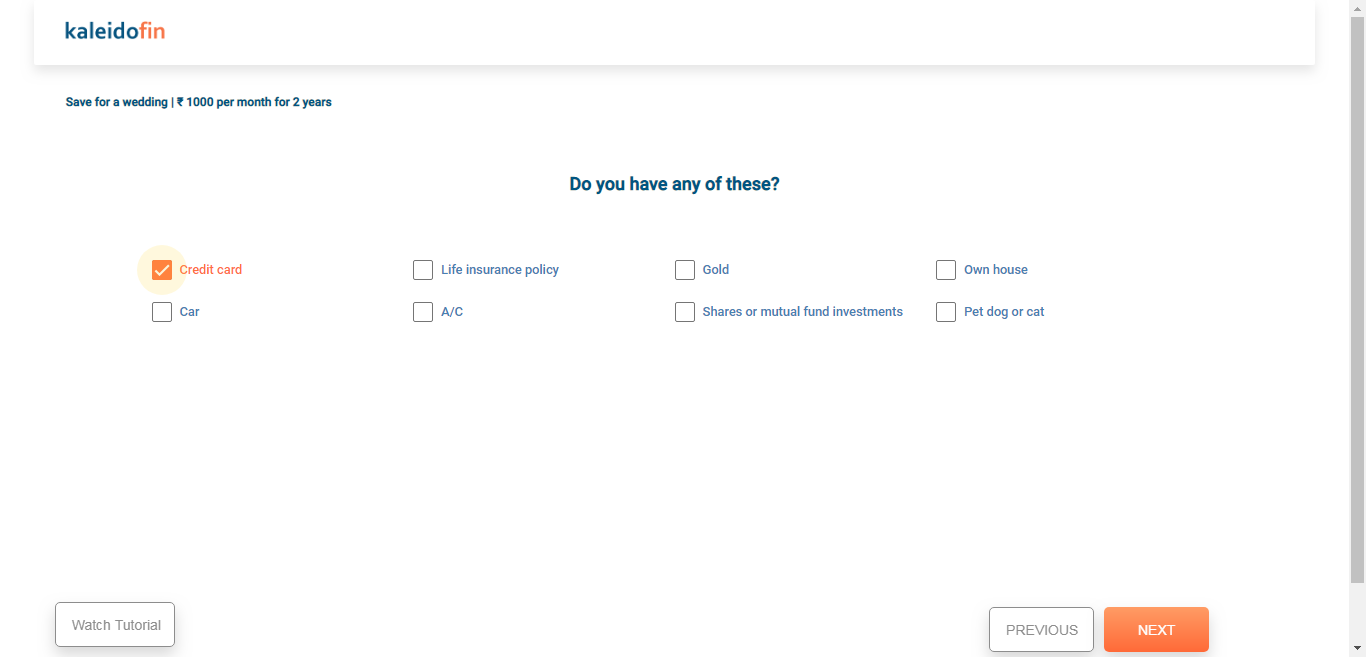 kaleidofin
Save for a wedding | ₹ 1000 per month for 2 years
Do you have any of these?
Credit card Life insurance policy Gold Own house
Car A/C Shares or mutual fund investments Pet dog or cat
Watch Tutorial PREVIOUS NEXT